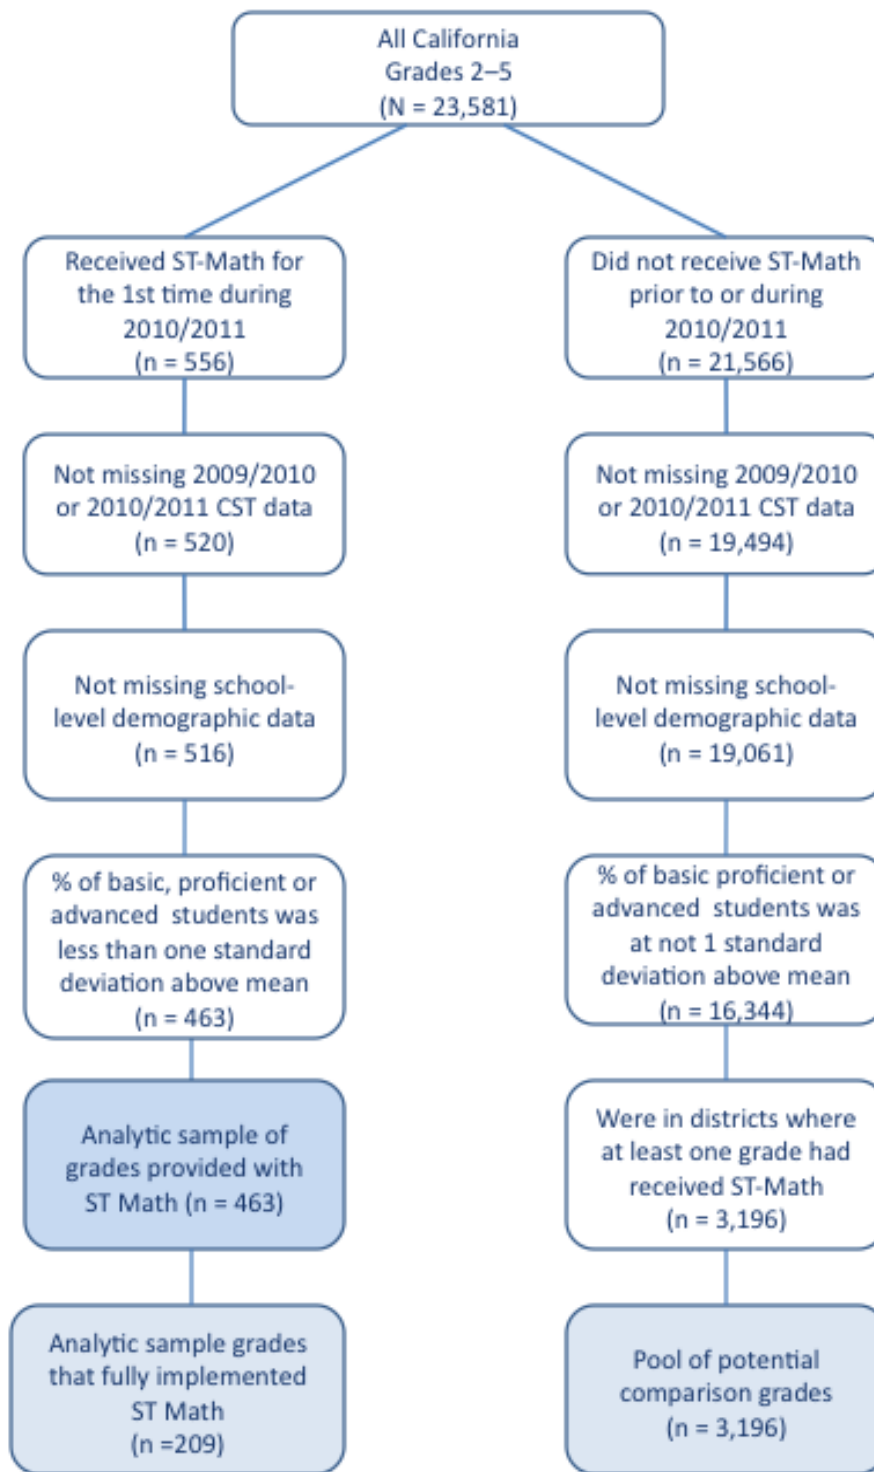 All California
Grades 2–5
(N = 23,581)
Received ST-Math for
the 1st time during
2010/2011
(n = 556)
Did not receive ST-Math
prior to or during
2010/2011
(n = 21,566)
Not missing 2009/2010
or 2010/2011 CST data
(n = 520)
Not missing 2009/2010
or 2010/2011 CST data
(n = 19,494)
Not missing school-
level demographic data
(n = 516)
Not missing school-
level demographic data
(n = 19,061)
% of basic, proficient or
advanced students was
less than one standard
deviation above mean
(n = 463)
% of basic proficient or
advanced students was
at not 1 standard
deviation above mean
(n = 16,344)
Analytic sample of
grades provided with
ST Math (n = 463)
Were in districts where
at least one grade had
received ST-Math
(n = 3,196)
Analytic sample grades
that fully implemented
ST Math
(n =209)
Pool of potential
comparison grades
(n = 3,196)